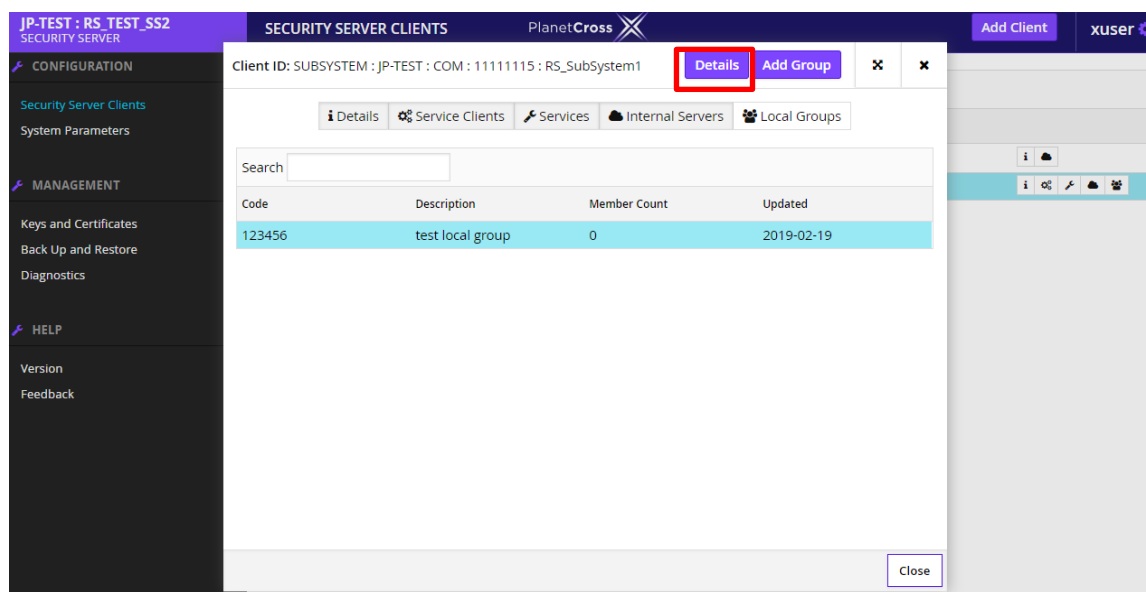 JP-TEST : RS_TEST_SS2
SECURITY SERVER
SECURITY SERVER CLIENTS
PlanetCross
Add Client
xuser
CONFIGURATION
Security Server Clients
System Parameters
MANAGEMENT
Keys and Certificates
Back Up and Restore
Diagnostics
HELP
Version
Feedback
Client ID: SUBSYSTEM : JP-TEST : COM : 11111115 : RS_SubSystem1
Details
Add Group
Details
Service Clients
Services
Internal Servers
Local Groups
Search
Code Description Member Count Updated
123456 test local group 0 2019-02-19
Close